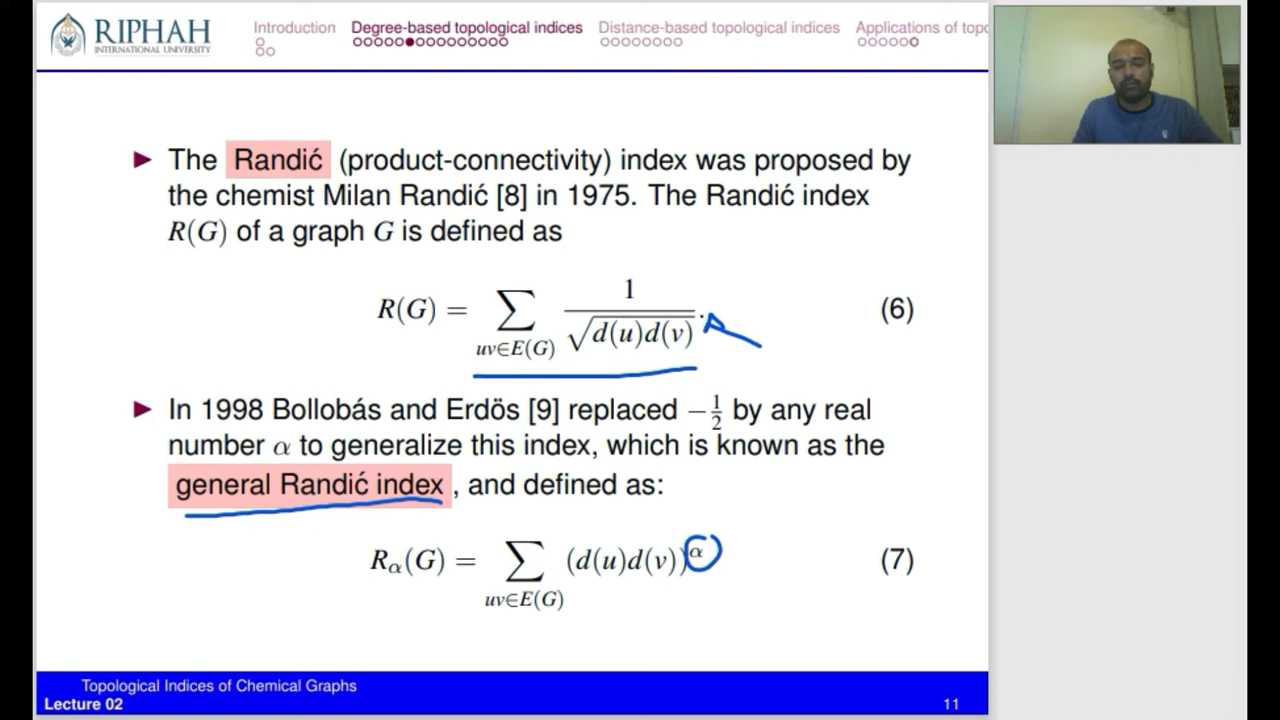 RIPHAH
INTERNATIONAL UNIVERSITY
Introduction Degree-based topological indices Distance-based topological indices Applications of topo
► The Randić (product-connectivity) index was proposed by
the chemist Milan Randić [8] in 1975. The Randić index
R(G) of a graph G is defined as
R(G) = ∑_{uv∈E(G)} 1/√(d(u)d(v)). (6)
► In 1998 Bollobás and Erdös [9] replaced −1/2 by any real
number α to generalize this index, which is known as the
general Randić index, and defined as:
R_α(G) = ∑_{uv∈E(G)} (d(u)d(v))^α (7)
Topological Indices of Chemical Graphs
Lecture 02 11